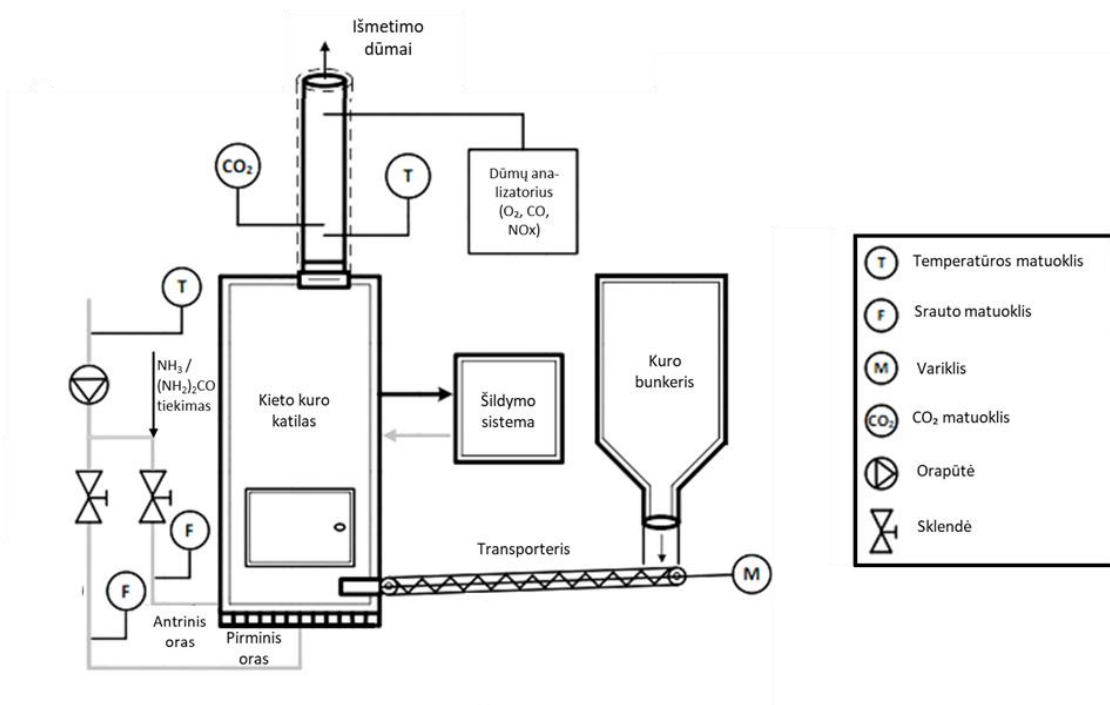 Išmetimo
dūmai
CO₂
T
Dūmų ana-
lizatorius
(O₂, CO,
NOx)
T
NH₃ /
(NH₂)₂CO
tiekimas
Kieto kuro
katilas
Šildymo
sistema
Kuro
bunkeris
F
F
Transporteris
M
Antrinis
oras
Pirminis
oras
T Temperatūros matuoklis
F Srauto matuoklis
M Variklis
CO₂ CO₂ matuoklis
Orapūtė
Sklendė